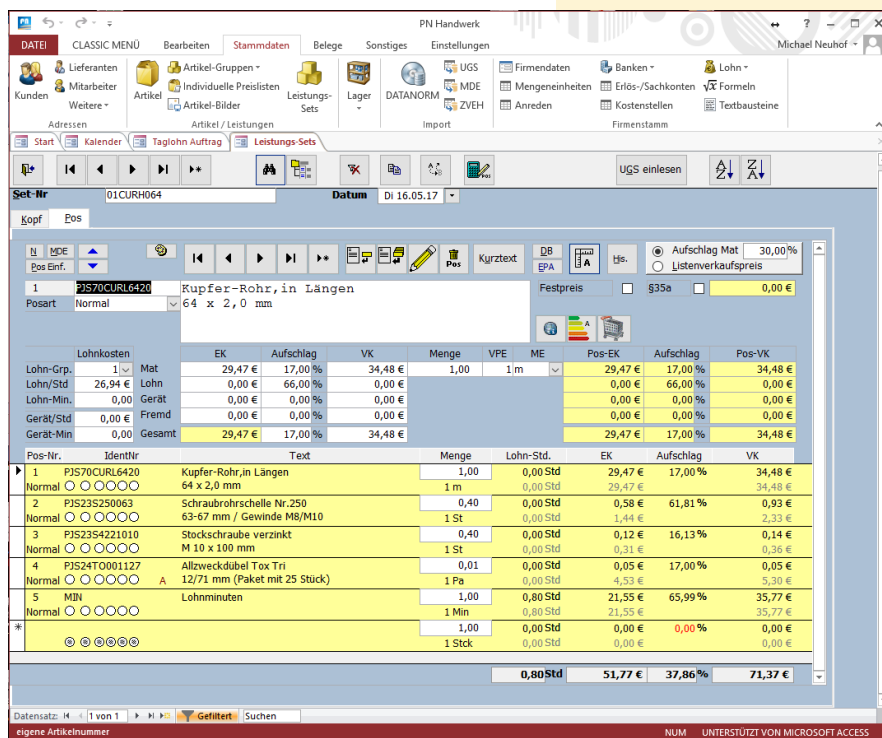 PN Handwerk
DATEI CLASSIC MENÜ Bearbeiten Stammdaten Belege Sonstiges Einstellungen Michael Neuhof
Lieferanten Artikel-Gruppen UGS Firmendaten Banken Lohn
Mitarbeiter Individuelle Preislisten MDE Mengeneinheiten Erlös-/Sachkonten √x Formeln
Kunden Weitere Artikel Artikel-Bilder Leistungs-Sets Lager DATANORM ZVEH Anreden Kostenstellen Textbausteine
Adressen Artikel / Leistungen Import Firmenstamm
Start Kalender Taglohn Auftrag Leistungs-Sets
UGS einlesen
Set-Nr 01CURH064 Datum Di 16.05.17
Kopf Pos
N MDE Pos Kurztext DB His. Aufschlag Mat 30,00%
Pos Einf. EPA Listenverkaufspreis
1 PJS70CURL6420 Kupfer-Rohr,in Längen Festpreis §35a 0,00 €
Posart Normal 64 x 2,0 mm
Lohnkosten EK Aufschlag VK Menge VPE ME Pos-EK Aufschlag Pos-VK
Lohn-Grp. 1 Mat 29,47 € 17,00 % 34,48 € 1,00 1 m 29,47 € 17,00 % 34,48 €
Lohn/Std 26,94 € Lohn 0,00 € 66,00 % 0,00 € 0,00 € 66,00 % 0,00 €
Lohn-Min. 0,00 Gerät 0,00 € 0,00 % 0,00 € 0,00 € 0,00 % 0,00 €
Gerät/Std 0,00 € Fremd 0,00 € 0,00 % 0,00 € 0,00 € 0,00 % 0,00 €
Gerät-Min 0,00 Gesamt 29,47 € 17,00 % 34,48 € 29,47 € 17,00 % 34,48 €
Pos-Nr. IdentNr Text Menge Lohn-Std. EK Aufschlag VK
1 PJS70CURL6420 Kupfer-Rohr,in Längen 1,00 0,00 Std 29,47 € 17,00 % 34,48 €
Normal 64 x 2,0 mm 1 m 0,00 Std 29,47 € 34,48 €
2 PJS23S250063 Schraubrohrschelle Nr.250 0,40 0,00 Std 0,58 € 61,81 % 0,93 €
Normal 63-67 mm / Gewinde M8/M10 1 St 0,00 Std 1,44 € 2,33 €
3 PJS23S4221010 Stockschraube verzinkt 0,40 0,00 Std 0,12 € 16,13 % 0,14 €
Normal M 10 x 100 mm 1 St 0,00 Std 0,31 € 0,36 €
4 PJS24TO001127 Allzweckdübel Tox Tri 0,01 0,00 Std 0,05 € 17,00 % 0,05 €
Normal A 12/71 mm (Paket mit 25 Stück) 1 Pa 0,00 Std 4,53 € 5,30 €
5 MIN Lohnminuten 1,00 0,80 Std 21,55 € 65,99 % 35,77 €
Normal 1 Min 0,80 Std 21,55 € 35,77 €
* 1,00 0,00 Std 0,00 € 0,00 % 0,00 €
1 Stck 0,00 Std 0,00 € 0,00 €
0,80 Std 51,77 € 37,86 % 71,37 €
Datensatz: 1 von 1 Gefiltert Suchen
eigene Artikelnummer NUM UNTERSTÜTZT VON MICROSOFT ACCESS